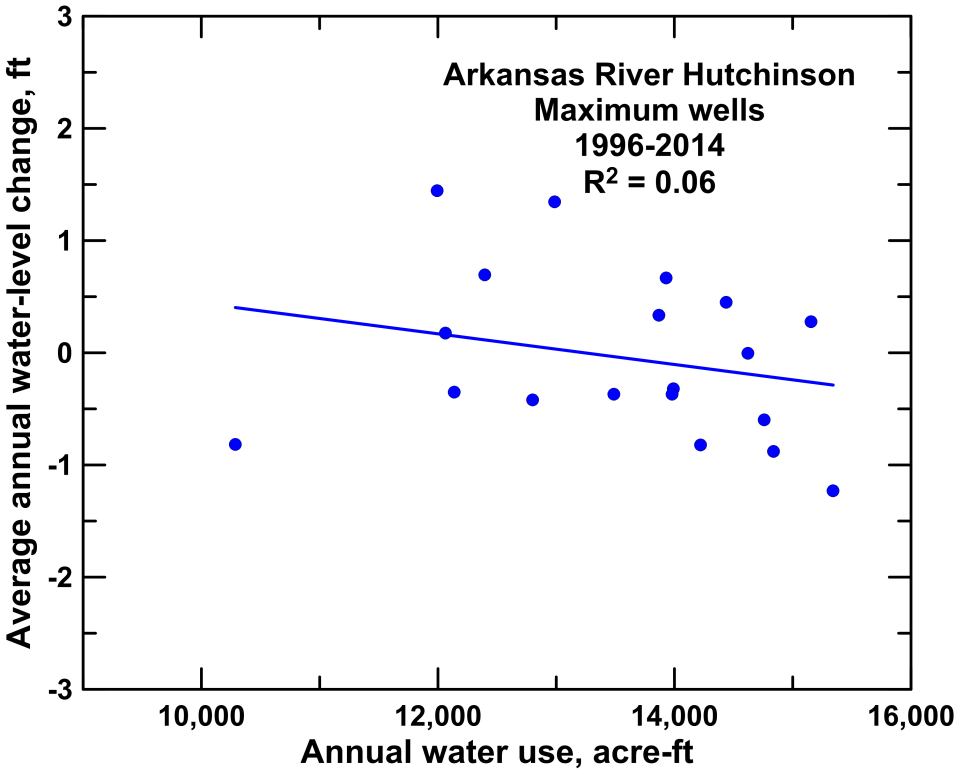 Arkansas River Hutchinson
Maximum wells
1996-2014
R² = 0.06
Average annual water-level change, ft
3
2
1
0
-1
-2
-3
10,000 12,000 14,000 16,000
Annual water use, acre-ft